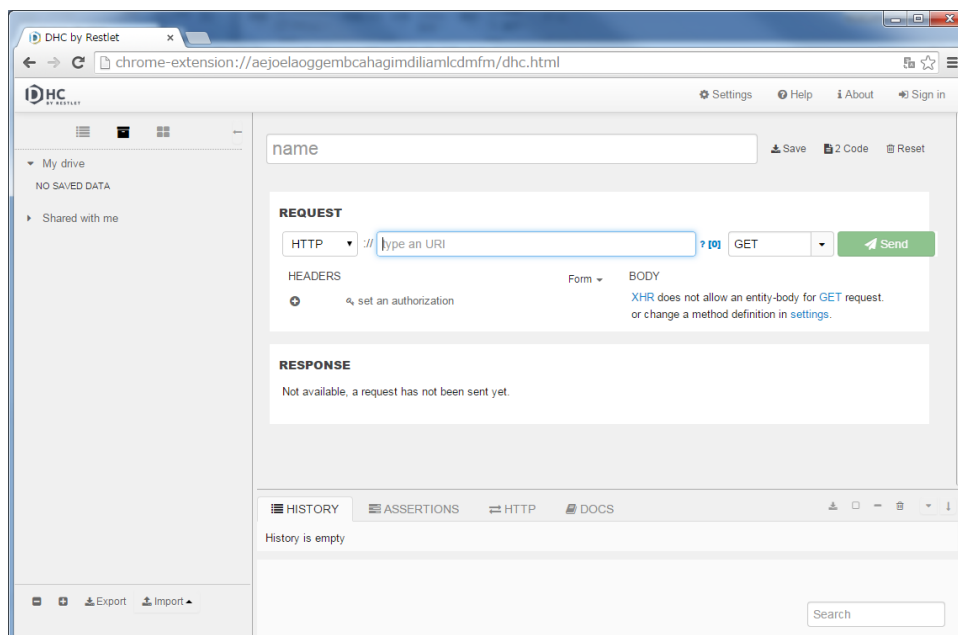 DHC by Restlet
chrome-extension://aejoelaoggembcahagimdiliamlcdmfm/dhc.html
DHC
BY RESTLET
Settings Help About Sign in
My drive
NO SAVED DATA
Shared with me
name
Save 2 Code Reset
REQUEST
HTTP :// type an URI ? [0] GET Send
HEADERS Form BODY
set an authorization
XHR does not allow an entity-body for GET request.
or change a method definition in settings.
RESPONSE
Not available, a request has not been sent yet.
HISTORY ASSERTIONS HTTP DOCS
History is empty
Export Import
Search